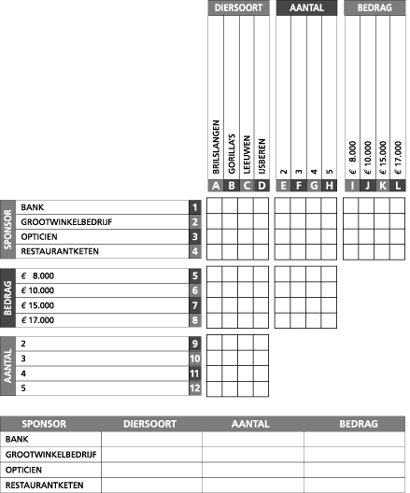 DIERSOORT AANTAL BEDRAG
BRILSLANGEN
GORILLA'S
LEEUWEN
IJSBEREN
2
3
4
5
€ 8.000
€ 10.000
€ 15.000
€ 17.000
A B C D E F G H I J K L
SPONSOR
BANK 1
GROOTWINKELBEDRIJF 2
OPTICIEN 3
RESTAURANTKETEN 4
BEDRAG
€ 8.000 5
€ 10.000 6
€ 15.000 7
€ 17.000 8
AANTAL
2 9
3 10
4 11
5 12
SPONSOR DIERSOORT AANTAL BEDRAG
BANK
GROOTWINKELBEDRIJF
OPTICIEN
RESTAURANTKETEN